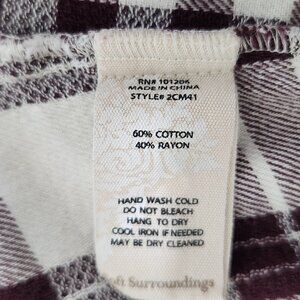 RN# 101206
MADE IN CHINA
STYLE# 2CM41
60% COTTON
40% RAYON
HAND WASH COLD
DO NOT BLEACH
HANG TO DRY
COOL IRON IF NEEDED
MAY BE DRY CLEANED
ft Surroundings